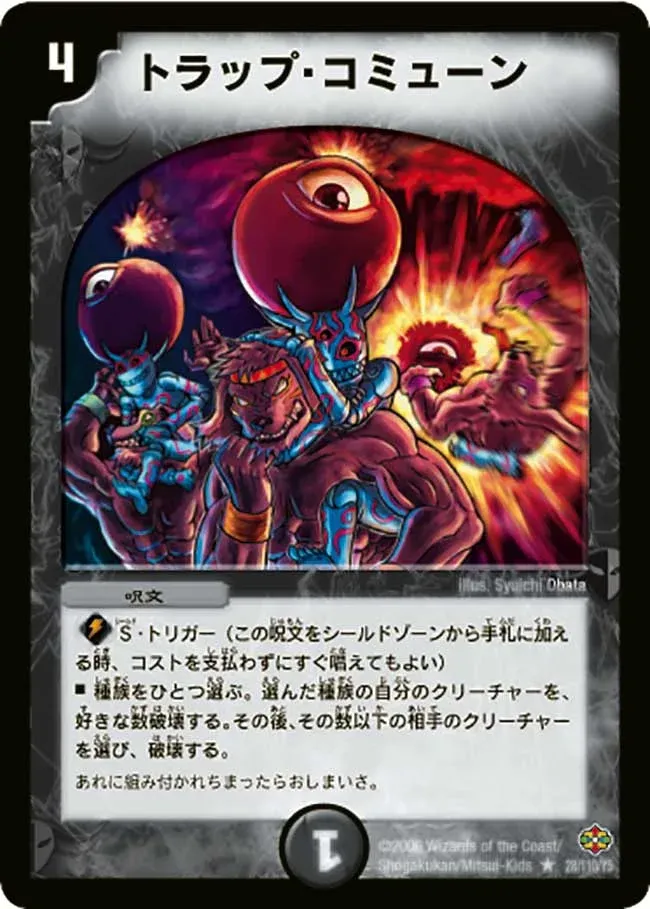 4
トラップ・コミューン
illus. Syuichi Obata
呪文
S・トリガー(この呪文をシールドゾーンから手札に加え
る時、コストを支払わずにすぐ唱えてもよい)
■ 種族をひとつ選ぶ。選んだ種族の自分のクリーチャーを、
好きな数破壊する。その後、その数以下の相手のクリーチャー
を選び、破壊する。
あれに組み付かれちまったらおしまいさ。
1
©2006 Wizards of the Coast/
Shogakukan/Mitsui-Kids ★ 28/110/Y5